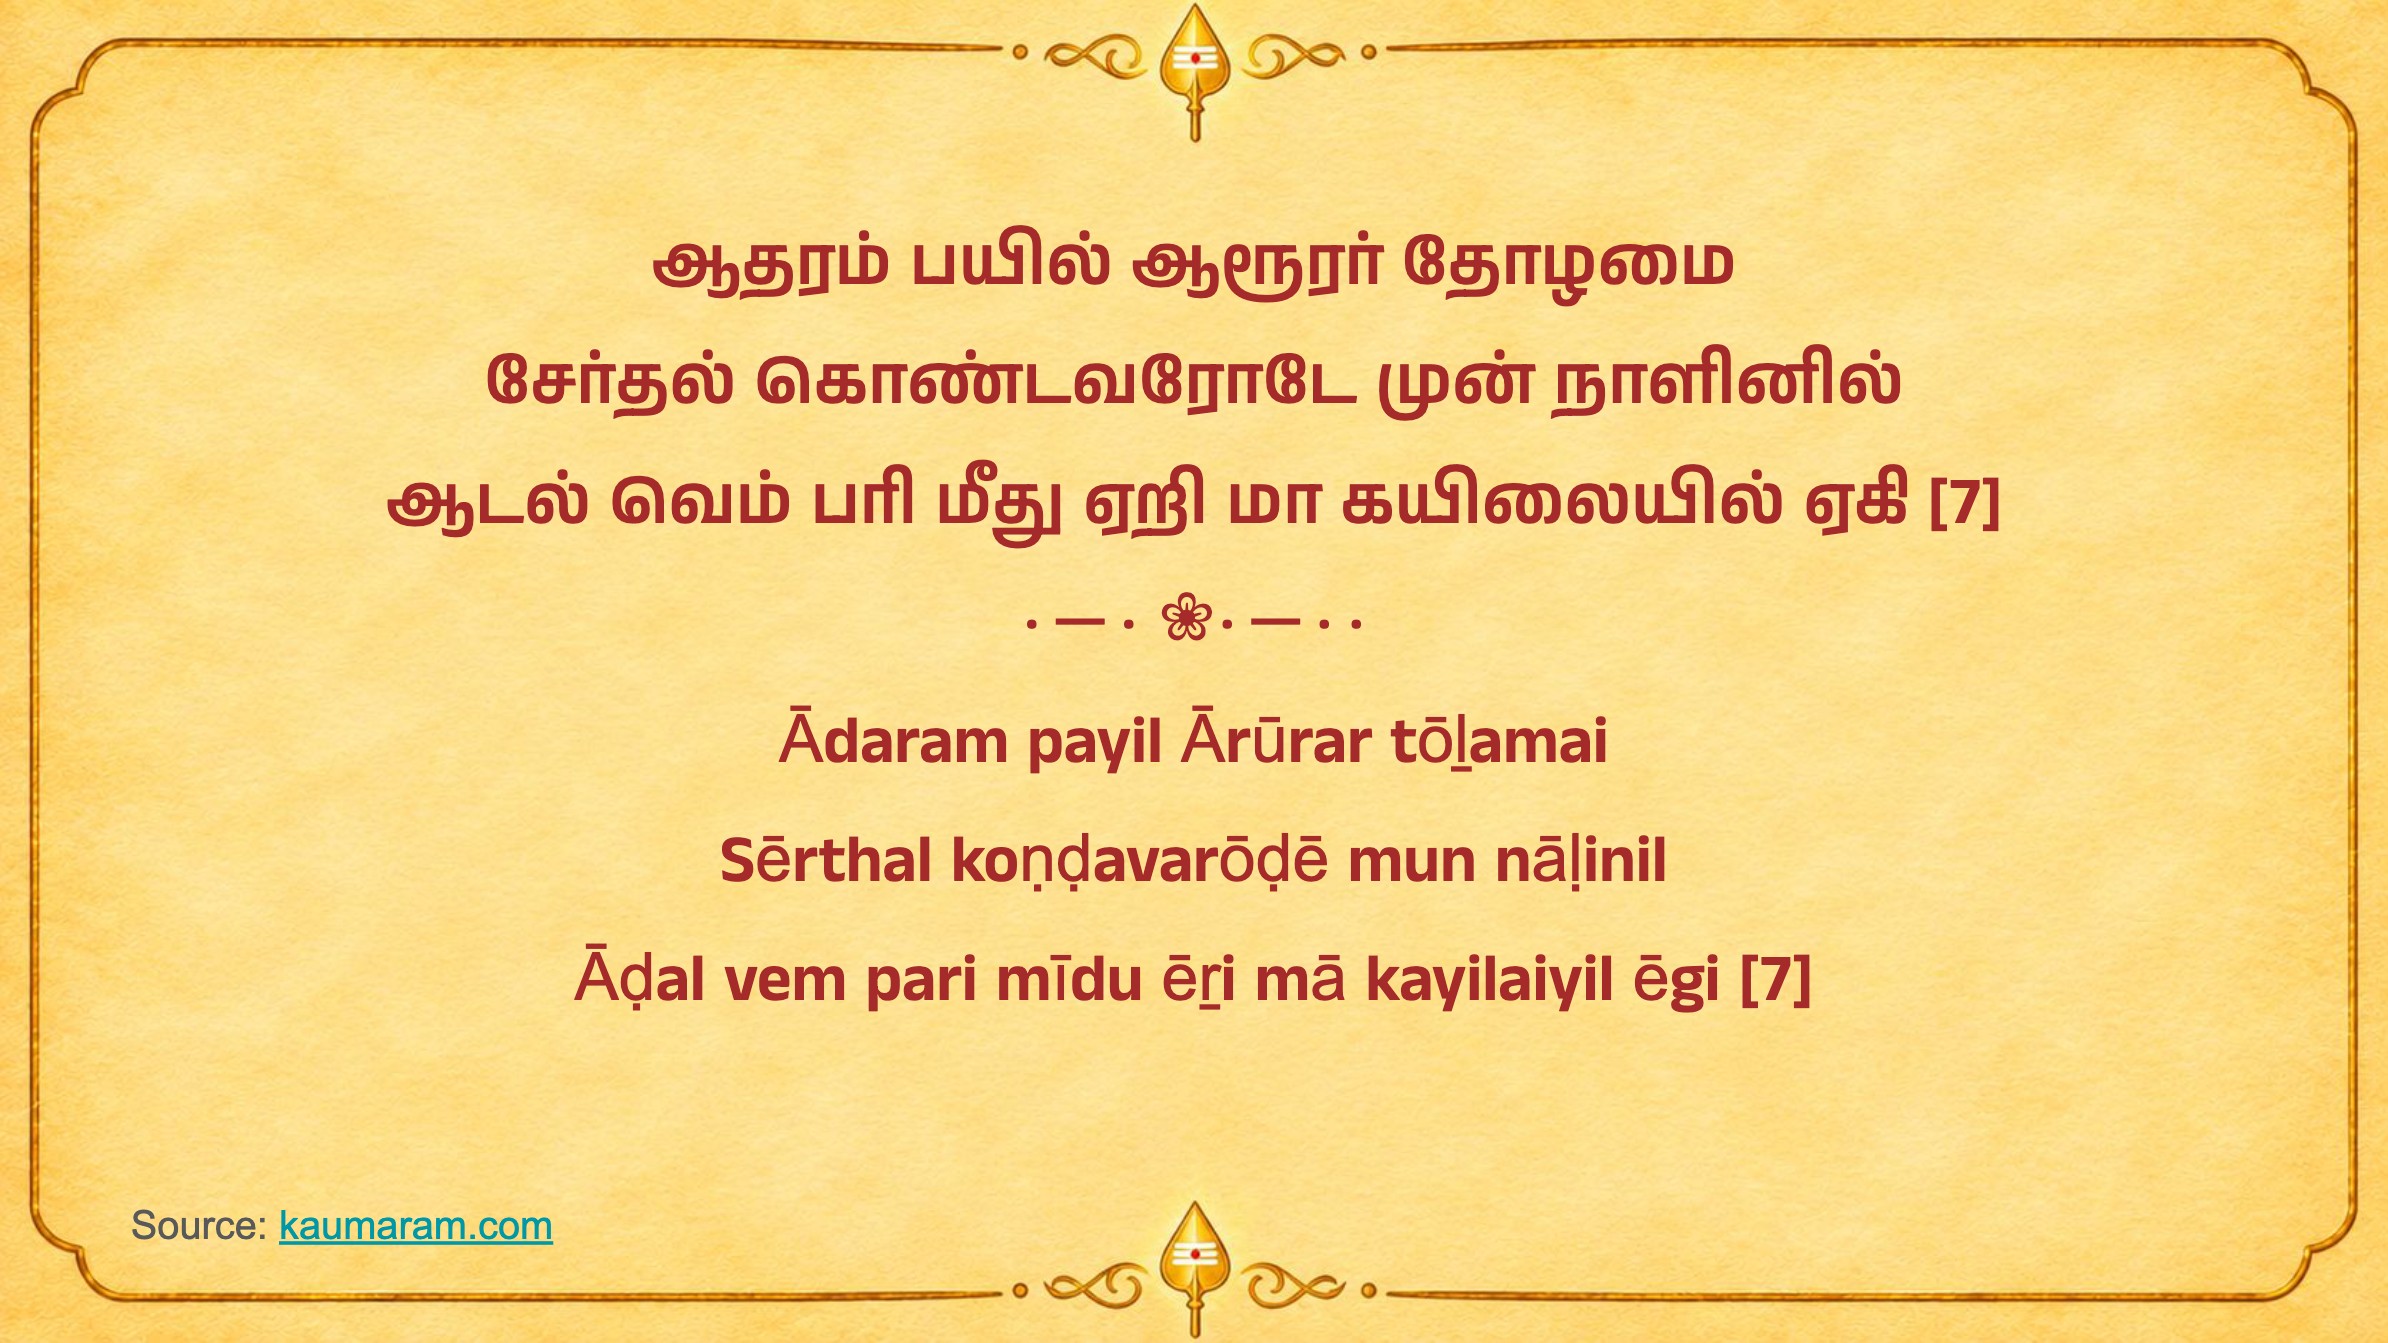 ஆதரம் பயில் ஆரூரர் தோழமை
சேர்தல் கொண்டவரோடே முன் நாளினில்
ஆடல் வெம் பரி மீது ஏறி மா கயிலையில் ஏகி [7]
· — · ❀· — · ·
Ādaram payil Ārūrar tōḻamai
Sērthal koṇḍavarōḍē mun nāḷinil
Āḍal vem pari mīdu ēṟi mā kayilaiyil ēgi [7]
Source: kaumaram.com